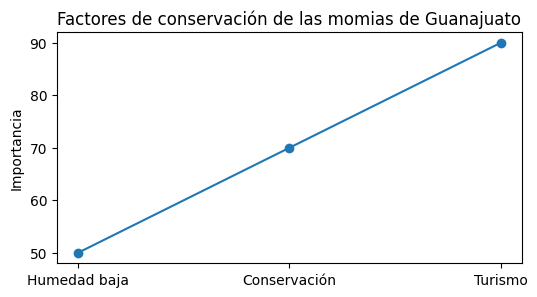 Factores de conservación de las momias de Guanajuato
Importancia
90
80
70
60
50
Humedad baja
Conservación
Turismo